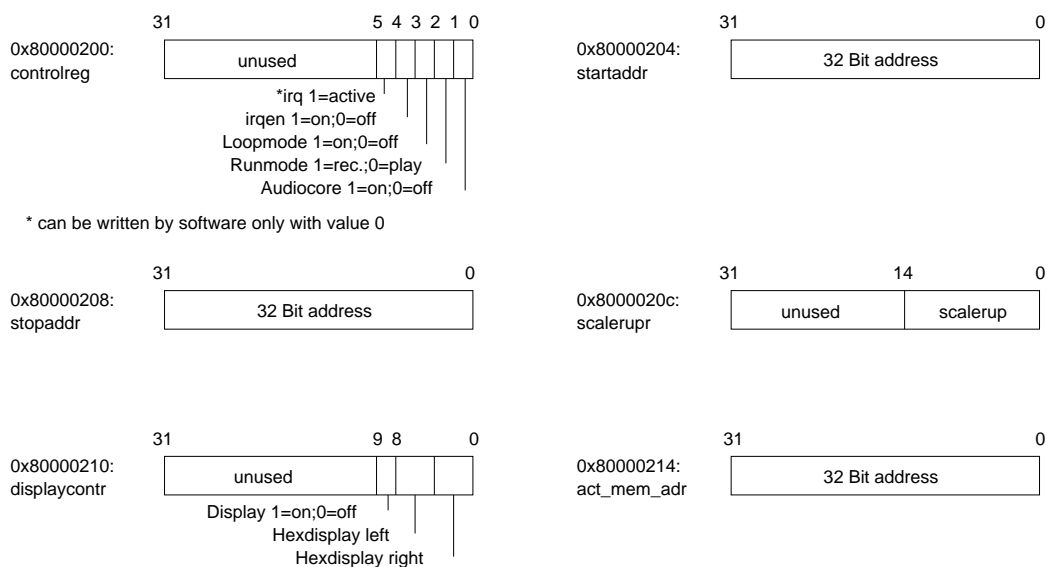 31 5 4 3 2 1 0
0x80000200:
controlreg
unused
*irq 1=active
irqen 1=on;0=off
Loopmode 1=on;0=off
Runmode 1=rec.;0=play
Audiocore 1=on;0=off
* can be written by software only with value 0
31 0
0x80000204:
startaddr
32 Bit address
31 0
0x80000208:
stopaddr
32 Bit address
31 14 0
0x8000020c:
scalerupr
unused scalerup
31 9 8 0
0x80000210:
displaycontr
unused
Display 1=on;0=off
Hexdisplay left
Hexdisplay right
31 0
0x80000214:
act_mem_adr
32 Bit address